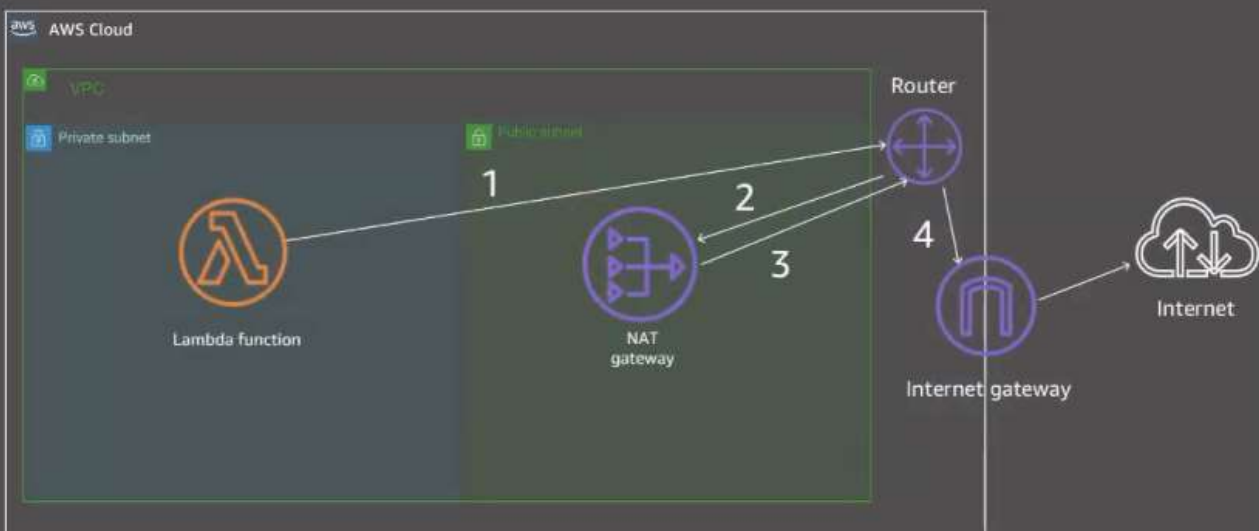 aws
AWS Cloud
VPC
Router
Private subnet
Public subnet
1
2
3
4
Lambda function
NAT
gateway
Internet
Internet gateway